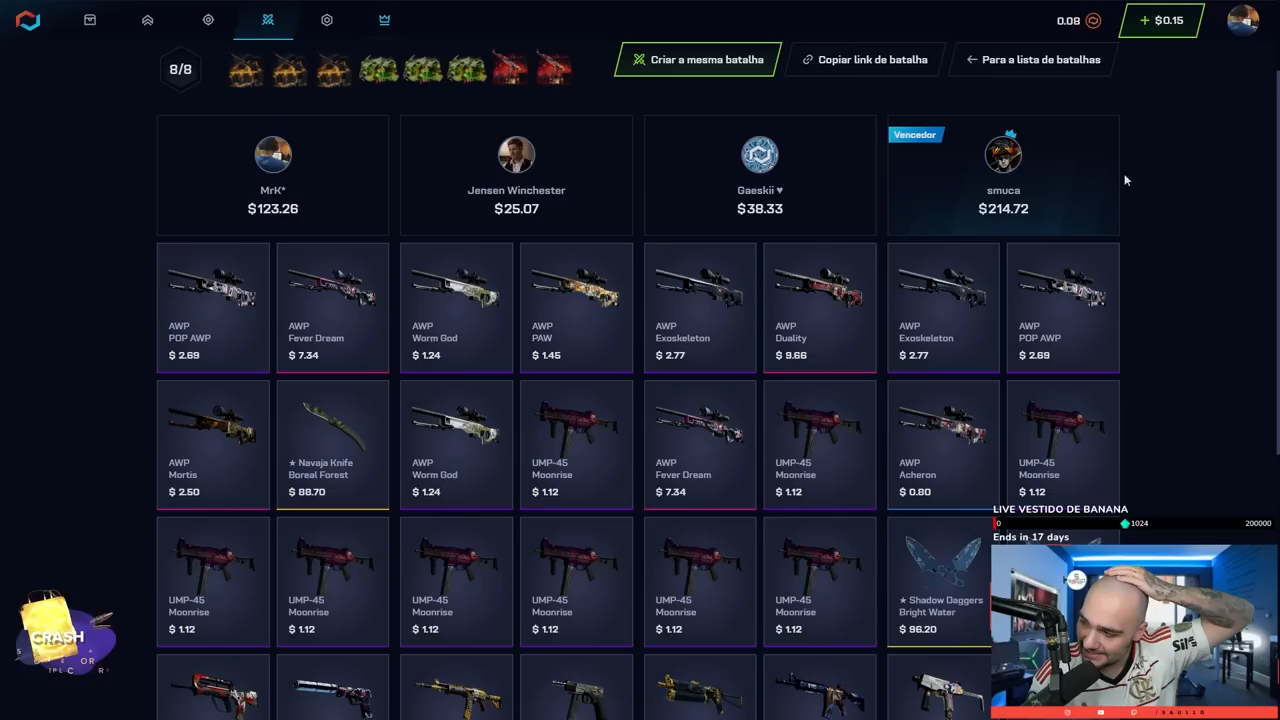 0.08
+ $0.15
8/8
Criar a mesma batalha
Copiar link de batalha
Para a lista de batalhas
MrK*
$123.26
Jensen Winchester
$25.07
Gaeskii ♥
$38.33
Vencedor
smuca
$214.72
AWP
POP AWP
$ 2.69
AWP
Fever Dream
$ 7.34
AWP
Worm God
$ 1.24
AWP
PAW
$ 1.45
AWP
Exoskeleton
$ 2.77
AWP
Duality
$ 9.66
AWP
Exoskeleton
$ 2.77
AWP
POP AWP
$ 2.69
AWP
Mortis
$ 2.50
★ Navaja Knife
Boreal Forest
$ 86.70
AWP
Worm God
$ 1.24
UMP-45
Moonrise
$ 1.12
AWP
Fever Dream
$ 7.34
UMP-45
Moonrise
$ 1.12
AWP
Acheron
$ 0.80
UMP-45
Moonrise
$ 1.12
UMP-45
Moonrise
$ 1.12
UMP-45
Moonrise
$ 1.12
UMP-45
Moonrise
$ 1.12
UMP-45
Moonrise
$ 1.12
UMP-45
Moonrise
$ 1.12
UMP-45
Moonrise
$ 1.12
★ Shadow Daggers
Bright Water
$ 96.20
LIVE VESTIDO DE BANANA
0
1024
200000
Ends in 17 days
CRASH